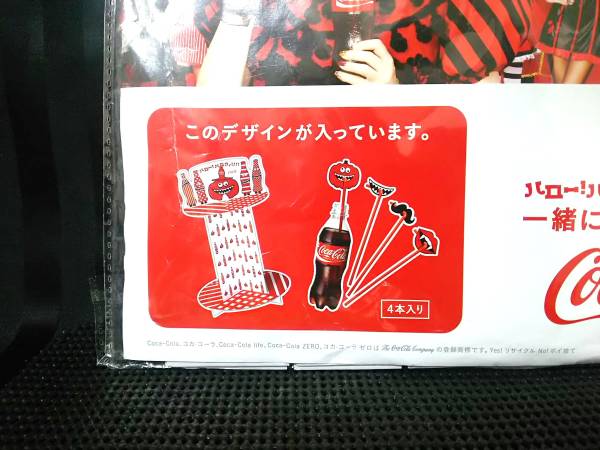 このデザインが入っています。
Coca-Cola
4本入り
ハロー!ハ
一緒に
Co
Coca-Cola、コカ・コーラ、Coca-Cola life、Coca-Cola ZERO、コカ・コーラ ゼロは The Coca-Cola Company の登録商標です。Yes! リサイクル No! ポイ捨て